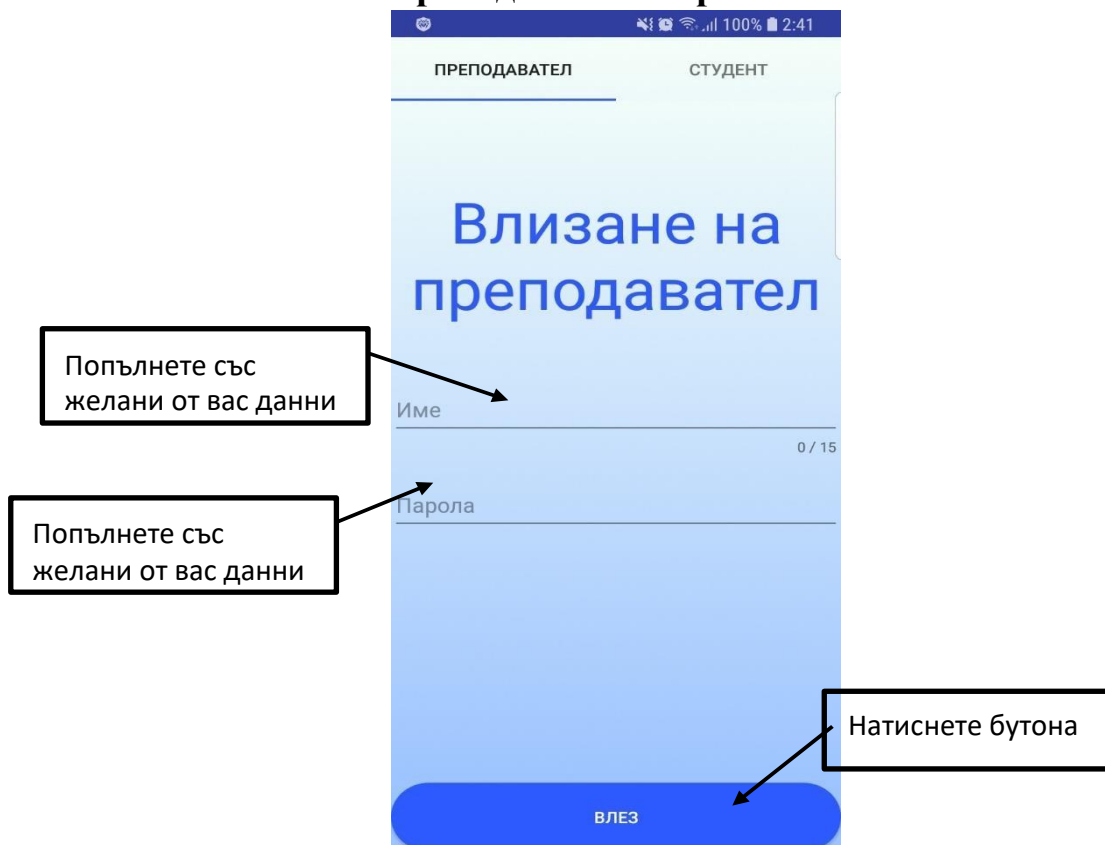 100% 2:41
ПРЕПОДАВАТЕЛ СТУДЕНТ
Влизане на
преподавател
Попълнете със
желани от вас данни
Име
0 / 15
Попълнете със
желани от вас данни
Парола
Натиснете бутона
ВЛЕЗ